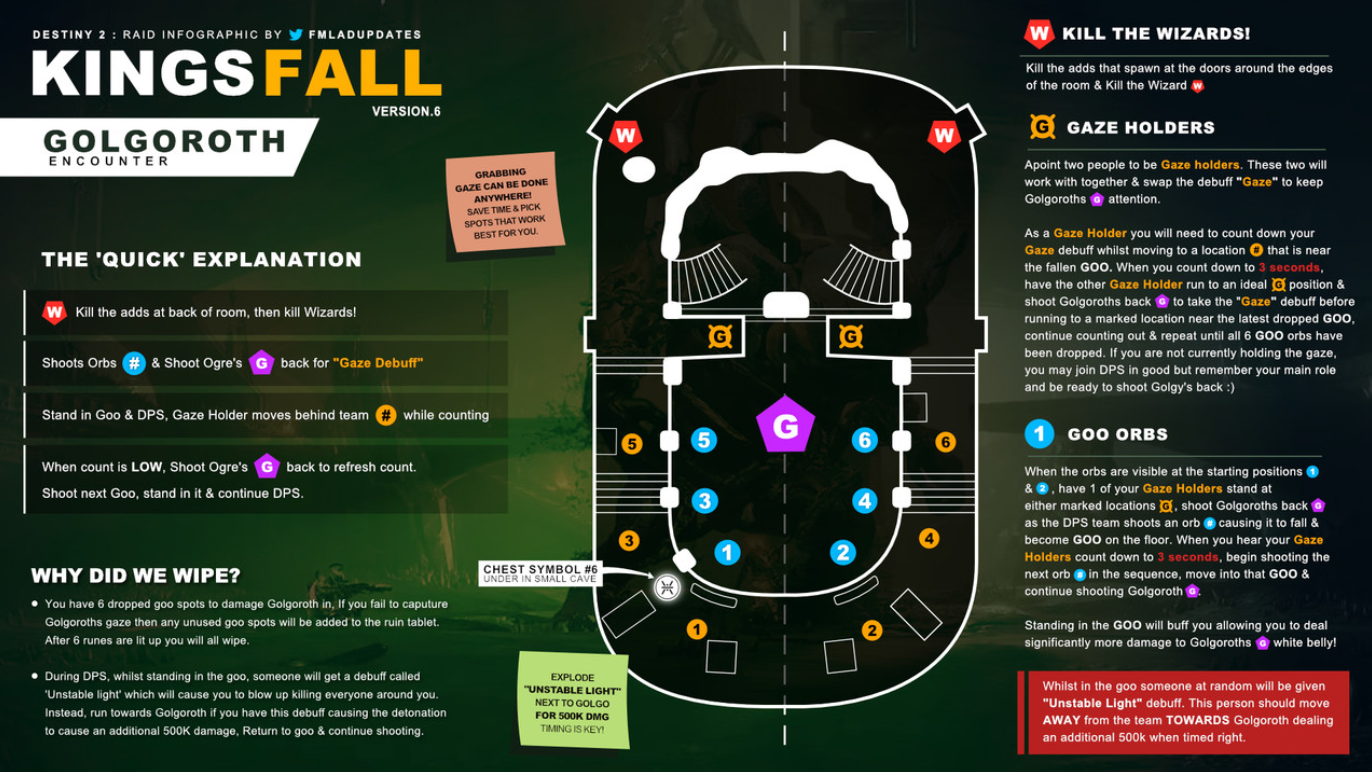 DESTINY 2 : RAID INFOGRAPHIC BY FMLADUPDATES
KINGSFALL
VERSION.6
GOLGOROTH
ENCOUNTER
GRABBING
GAZE CAN BE DONE
ANYWHERE!
SAVE TIME & PICK
SPOTS THAT WORK
BEST FOR YOU.
THE 'QUICK' EXPLANATION
W Kill the adds at back of room, then kill Wizards!
Shoots Orbs # & Shoot Ogre's G back for "Gaze Debuff"
Stand in Goo & DPS, Gaze Holder moves behind team # while counting
When count is LOW, Shoot Ogre's G back to refresh count.
Shoot next Goo, stand in it & continue DPS.
WHY DID WE WIPE?
You have 6 dropped goo spots to damage Golgoroth in, If you fail to caputure
Golgoroths gaze then any unused goo spots will be added to the ruin tablet.
After 6 runes are lit up you will all wipe.
During DPS, whilst standing in the goo, someone will get a debuff called
'Unstable light' which will cause you to blow up killing everyone around you.
Instead, run towards Golgoroth if you have this debuff causing the detonation
to cause an additional 500K damage, Return to goo & continue shooting.
W W
G G
G
5 5 6 6
3 4
3 4
1 2
CHEST SYMBOL #6
UNDER IN SMALL CAVE
1 2
EXPLODE
"UNSTABLE LIGHT"
NEXT TO GOLGO
FOR 500K DMG
TIMING IS KEY!
W KILL THE WIZARDS!
Kill the adds that spawn at the doors around the edges
of the room & Kill the Wizard W
G GAZE HOLDERS
Apoint two people to be Gaze holders. These two will
work with together & swap the debuff "Gaze" to keep
Golgoroths G attention.
As a Gaze Holder you will need to count down your
Gaze debuff whilst moving to a location # that is near
the fallen GOO. When you count down to 3 seconds,
have the other Gaze Holder run to an ideal G position &
shoot Golgoroths back G to take the "Gaze" debuff before
running to a marked location near the latest dropped GOO,
continue counting out & repeat until all 6 GOO orbs have
been dropped. If you are not currently holding the gaze,
you may join DPS in good but remember your main role
and be ready to shoot Golgy's back :)
1 GOO ORBS
When the orbs are visible at the starting positions 1
& 2 , have 1 of your Gaze Holders stand at
either marked locations G , shoot Golgoroths back G
as the DPS team shoots an orb # causing it to fall &
become GOO on the floor. When you hear your Gaze
Holders count down to 3 seconds, begin shooting the
next orb # in the sequence, move into that GOO &
continue shooting Golgoroth G .
Standing in the GOO will buff you allowing you to deal
significantly more damage to Golgoroths G white belly!
Whilst in the goo someone at random will be given
"Unstable Light" debuff. This person should move
AWAY from the team TOWARDS Golgoroth dealing
an additional 500k when timed right.